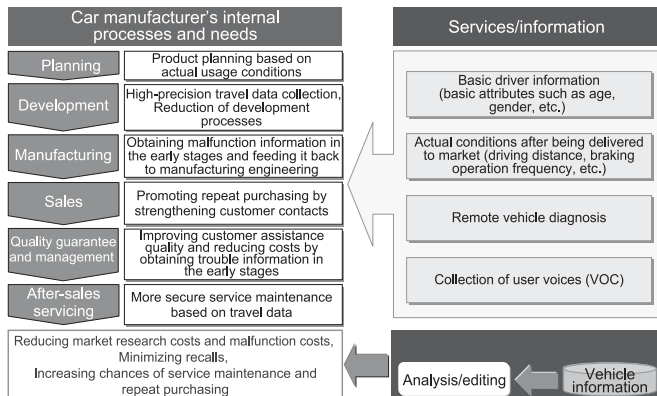 Car manufacturer's internal
processes and needs
Planning
Product planning based on
actual usage conditions
Development
High-precision travel data collection,
Reduction of development
processes
Manufacturing
Obtaining malfunction information in
the early stages and feeding it back
to manufacturing engineering
Sales
Promoting repeat purchasing by
strengthening customer contacts
Quality guarantee
and management
Improving customer assistance
quality and reducing costs by
obtaining trouble information in
the early stages
After-sales
servicing
More secure service maintenance
based on travel data
Reducing market research costs and malfunction costs,
Minimizing recalls,
Increasing chances of service maintenance and
repeat purchasing
Services/information
Basic driver information
(basic attributes such as age,
gender, etc.)
Actual conditions after being delivered
to market (driving distance, braking
operation frequency, etc.)
Remote vehicle diagnosis
Collection of user voices (VOC)
Analysis/editing
Vehicle
information